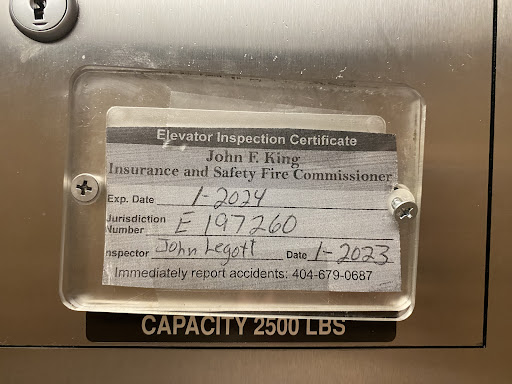 Elevator Inspection Certificate
John F. King
Insurance and Safety Fire Commissioner
Exp. Date 1-2024
Jurisdiction Number E 197260
Inspector John Legott Date 1-2023
Immediately report accidents: 404-679-0687
CAPACITY 2500 LBS